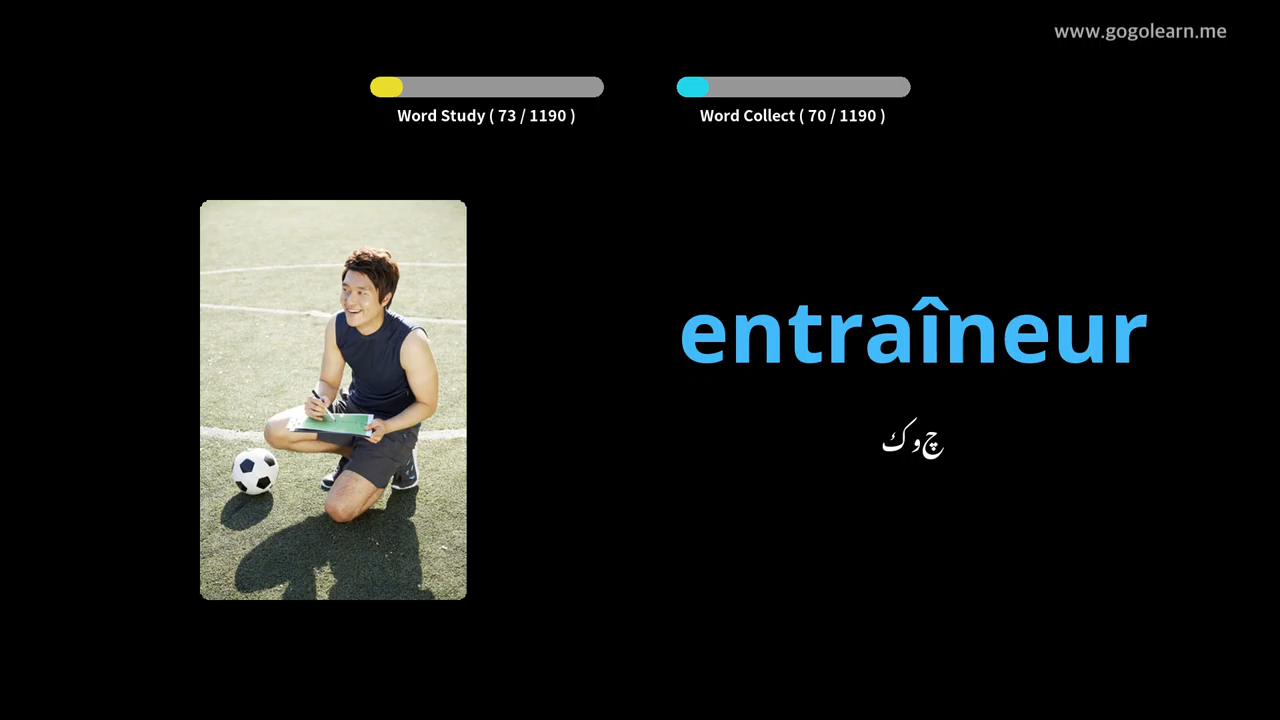 www.gogolearn.me
Word Study ( 73 / 1190 )
Word Collect ( 70 / 1190 )
entraîneur
چوک